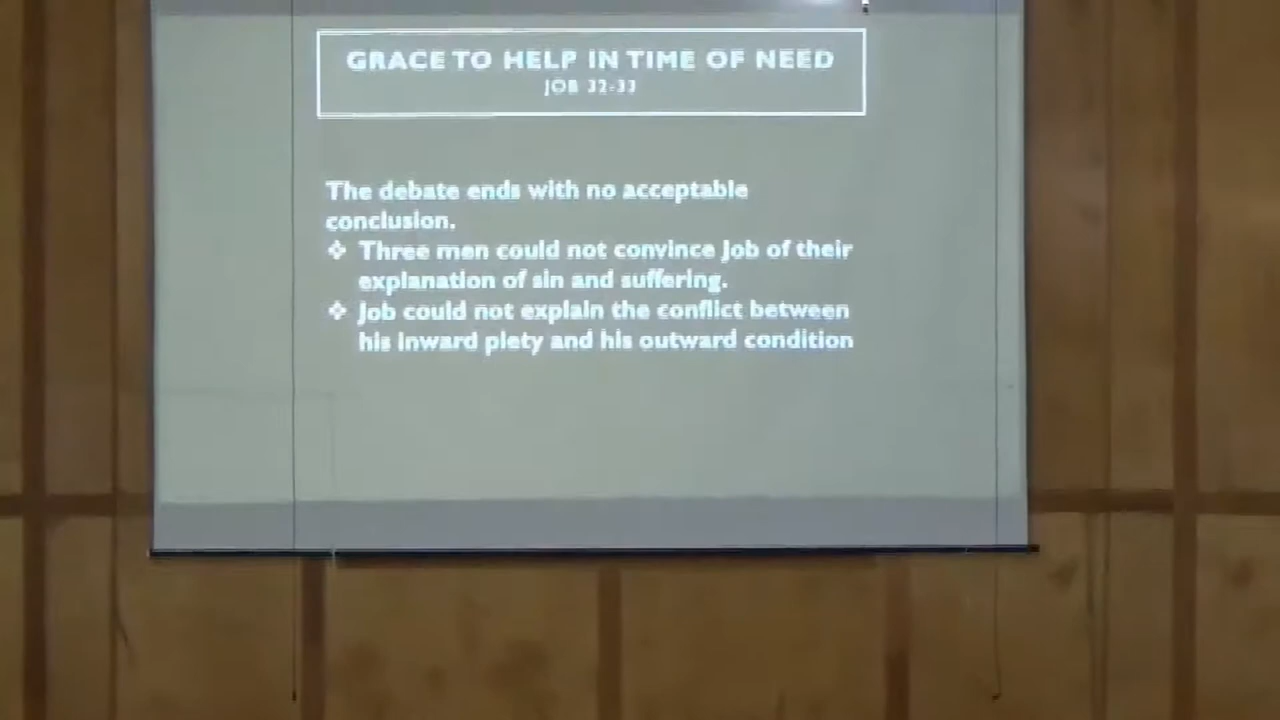 GRACE TO HELP IN TIME OF NEED
JOB 32-33
The debate ends with no acceptable
conclusion.
❖ Three men could not convince Job of their
explanation of sin and suffering.
❖ Job could not explain the conflict between
his inward piety and his outward condition